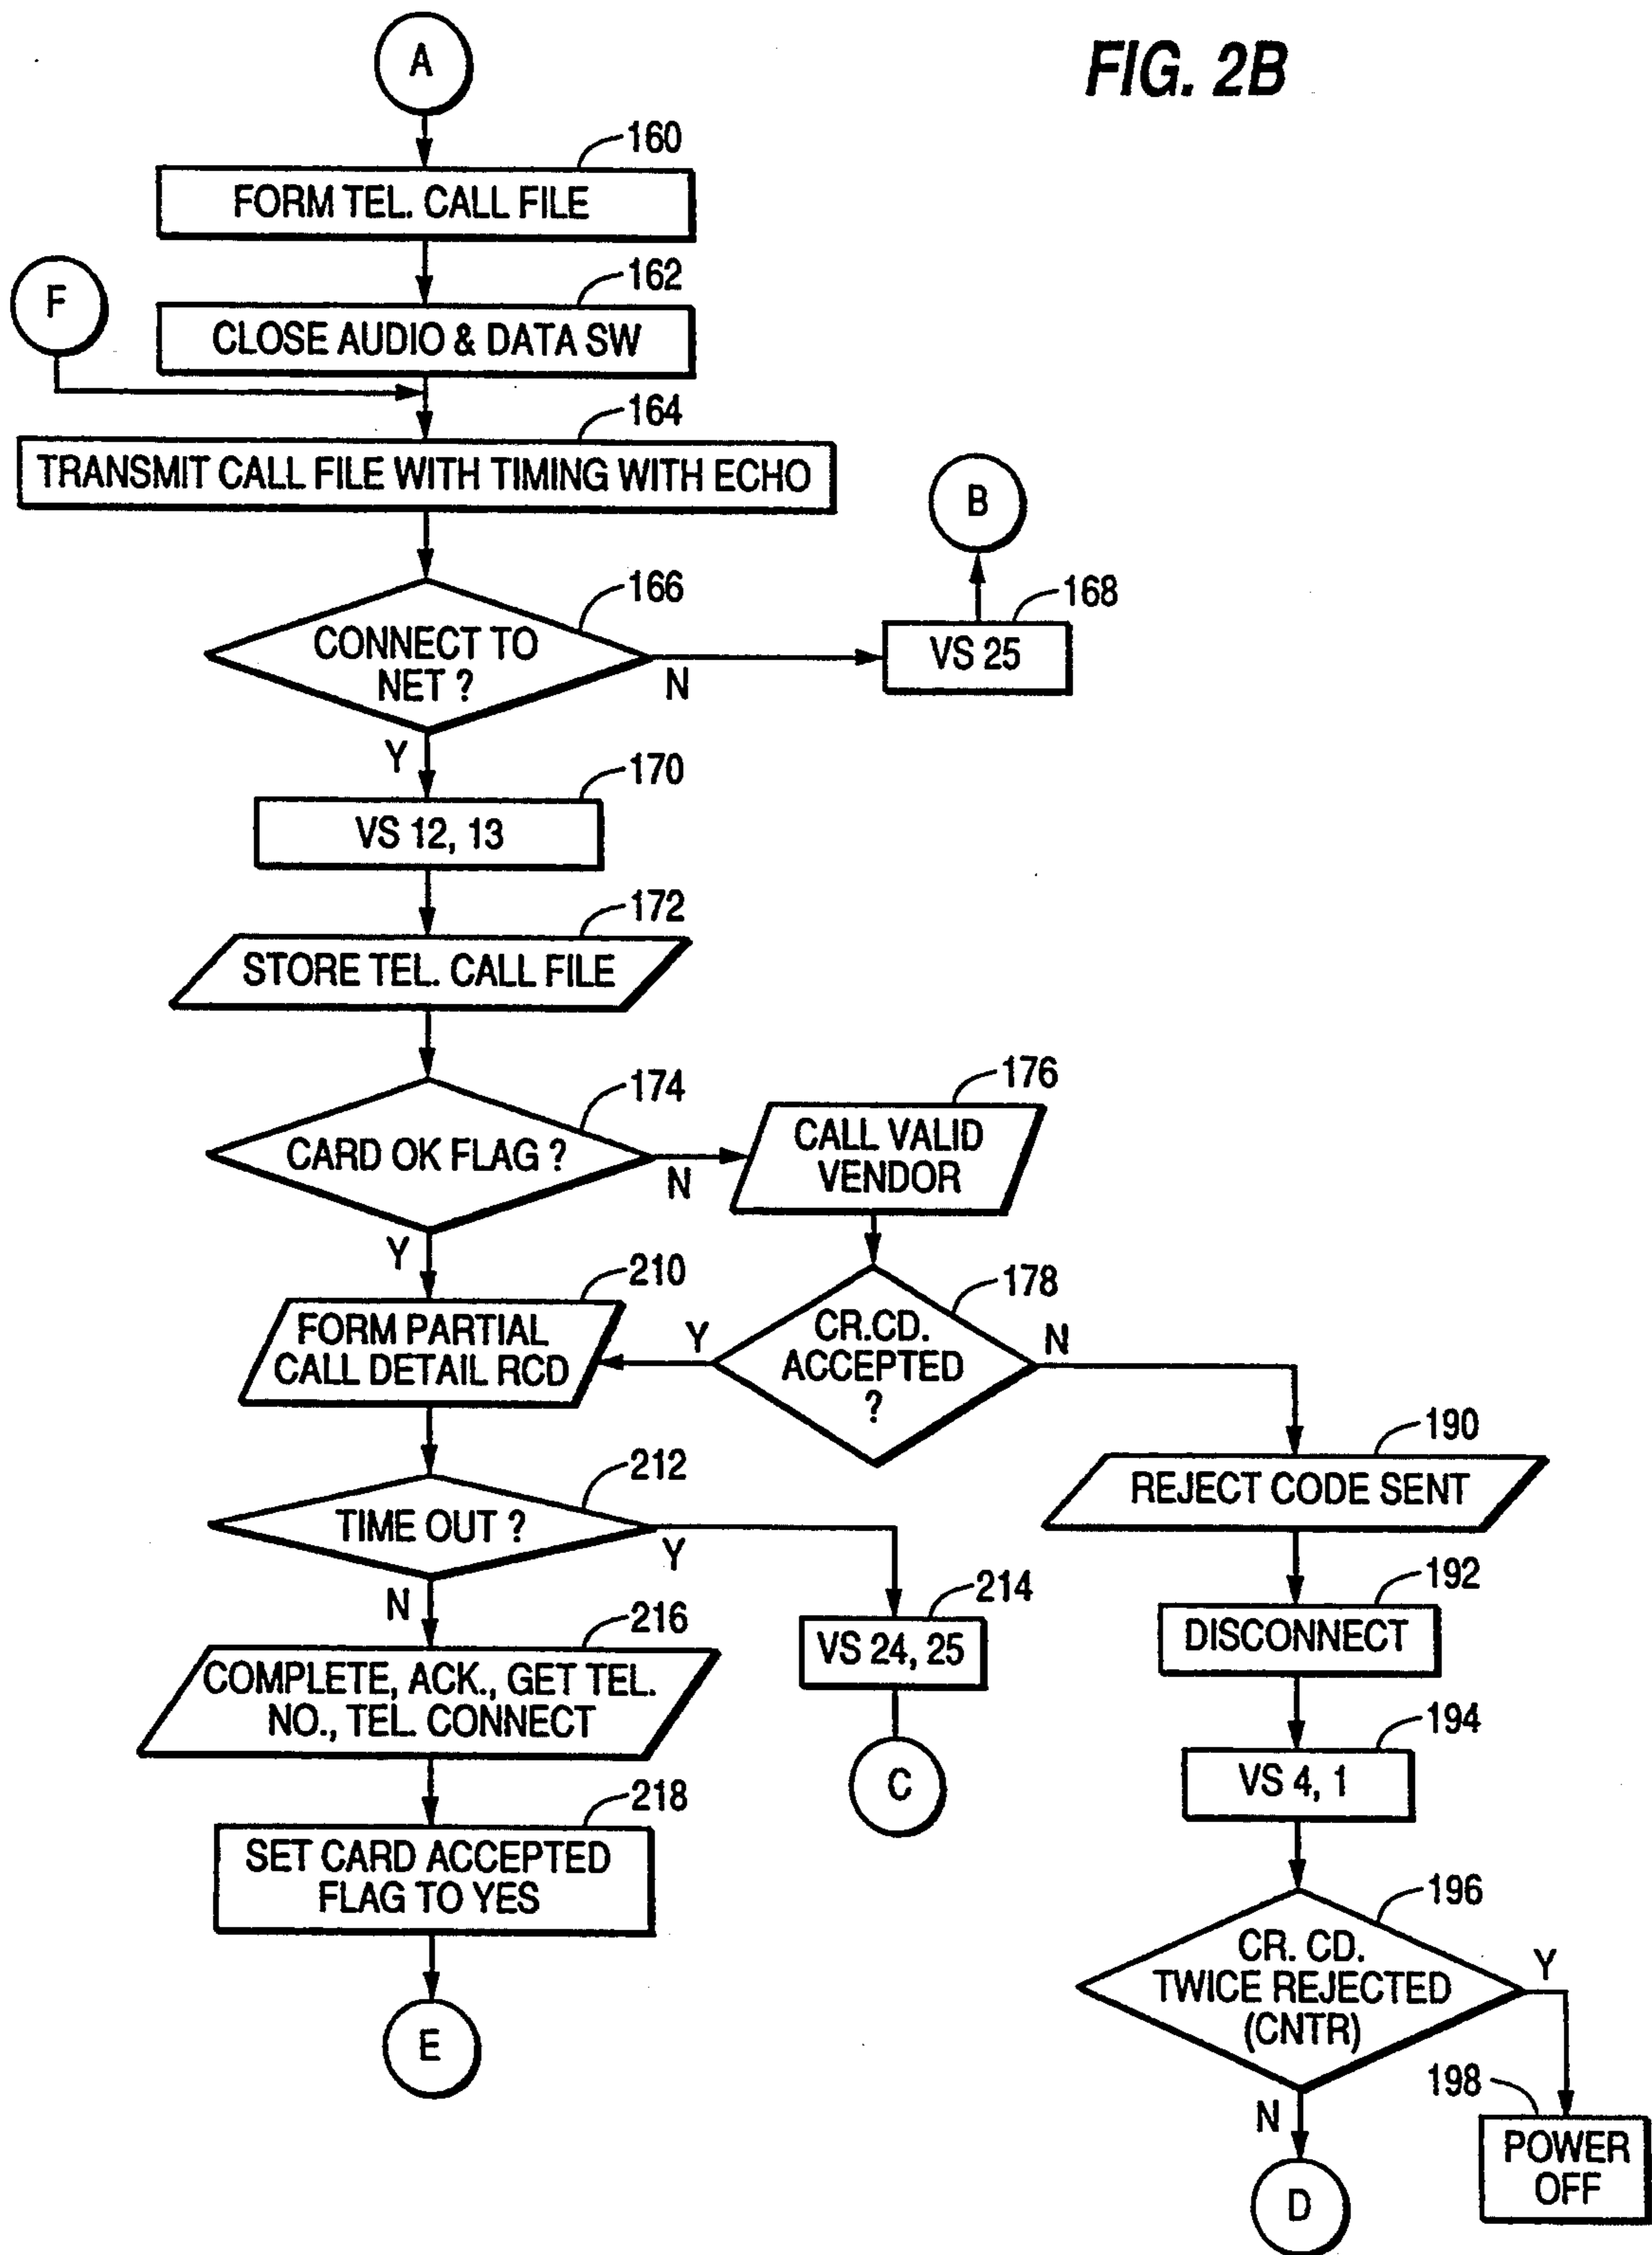 FIG. 2B
A
160
FORM TEL. CALL FILE
F
162
CLOSE AUDIO & DATA SW
164
TRANSMIT CALL FILE WITH TIMING WITH ECHO
B
166
CONNECT TO
NET ?
N
168
VS 25
Y
170
VS 12, 13
172
STORE TEL. CALL FILE
174
CARD OK FLAG ?
N
176
CALL VALID
VENDOR
Y
210
FORM PARTIAL
CALL DETAIL RCD
178
CR.CD.
ACCEPTED
?
Y
N
190
REJECT CODE SENT
212
TIME OUT ?
Y
N
214
VS 24, 25
C
192
DISCONNECT
216
COMPLETE, ACK., GET TEL.
NO., TEL. CONNECT
194
VS 4, 1
218
SET CARD ACCEPTED
FLAG TO YES
E
196
CR. CD.
TWICE REJECTED
(CNTR)
Y
N
198
POWER
OFF
D